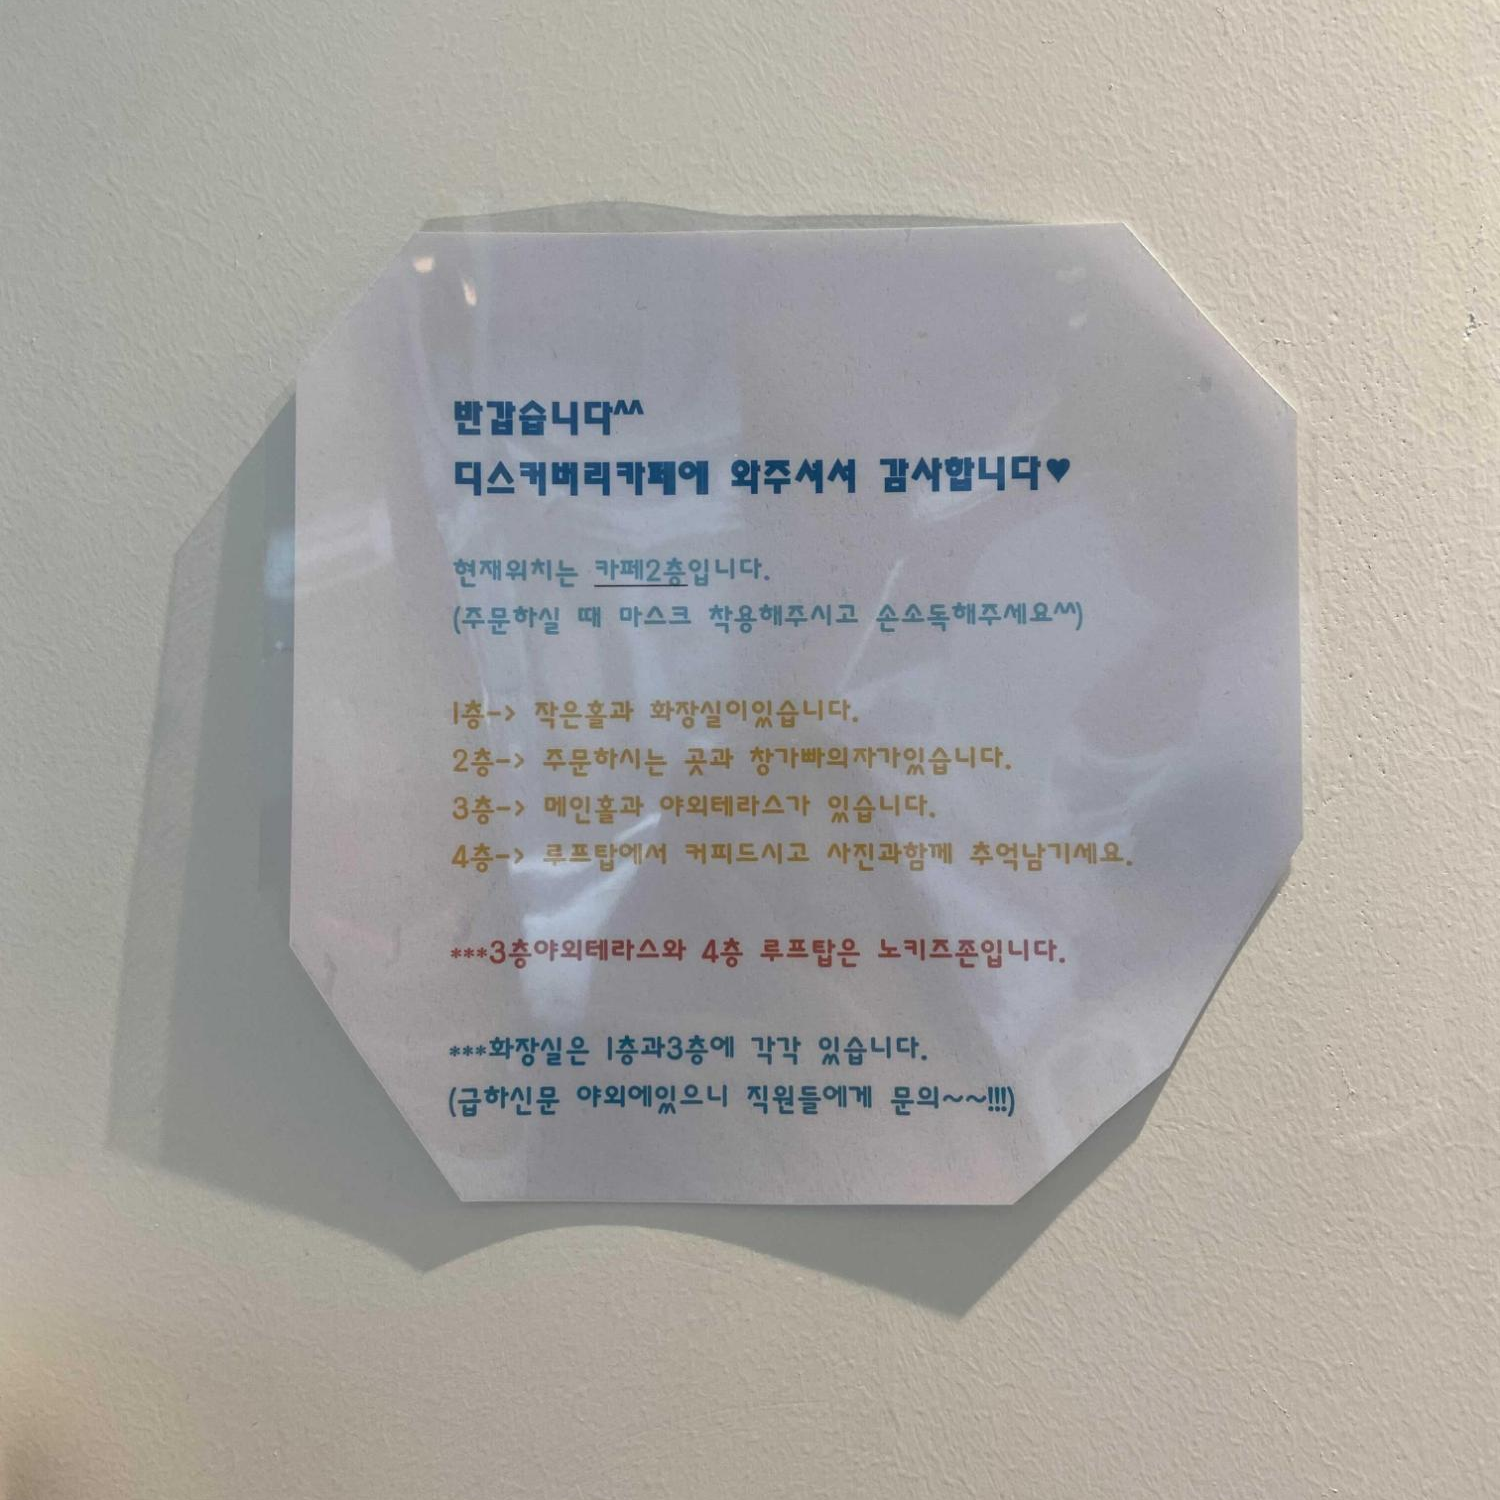 반갑습니다^^
디스커버리카페에 와주셔서 감사합니다♥
현재위치는 카페2층입니다.
(주문하실 때 마스크 착용해주시고 손소독해주세요^^)
1층-> 작은홀과 화장실이있습니다.
2층-> 주문하시는 곳과 창가빠의자가있습니다.
3층-> 메인홀과 야외테라스가 있습니다.
4층-> 루프탑에서 커피드시고 사진과함께 추억남기세요.
***3층야외테라스와 4층 루프탑은 노키즈존입니다.
***화장실은 1층과3층에 각각 있습니다.
(급하신문 야외에있으니 직원들에게 문의~~!!!)